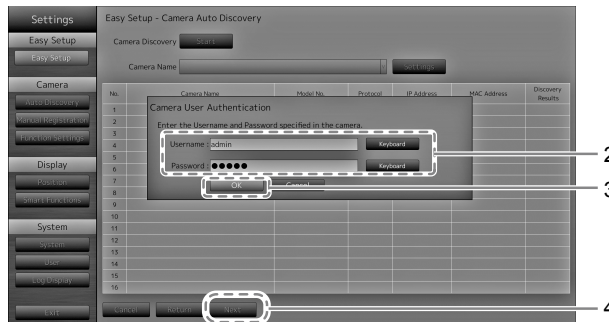 Settings
Easy Setup
Easy Setup
Camera
Auto Discovery
Manual Registration
Function Settings
Display
Position
Smart Functions
System
System
User
Log Display
Exit
Easy Setup - Camera Auto Discovery
Camera Discovery Start
Camera Name Settings
No. Camera Name Model No. Protocol IP Address MAC Address Discovery Results
1
2
3
4
5
6
7
8
9
10
11
12
13
14
15
16
Camera User Authentication
Enter the Username and Password specified in the camera.
Username : admin Keyboard
Password : ●●●●● Keyboard
OK Cancel
Cancel Return Next
2
3
4